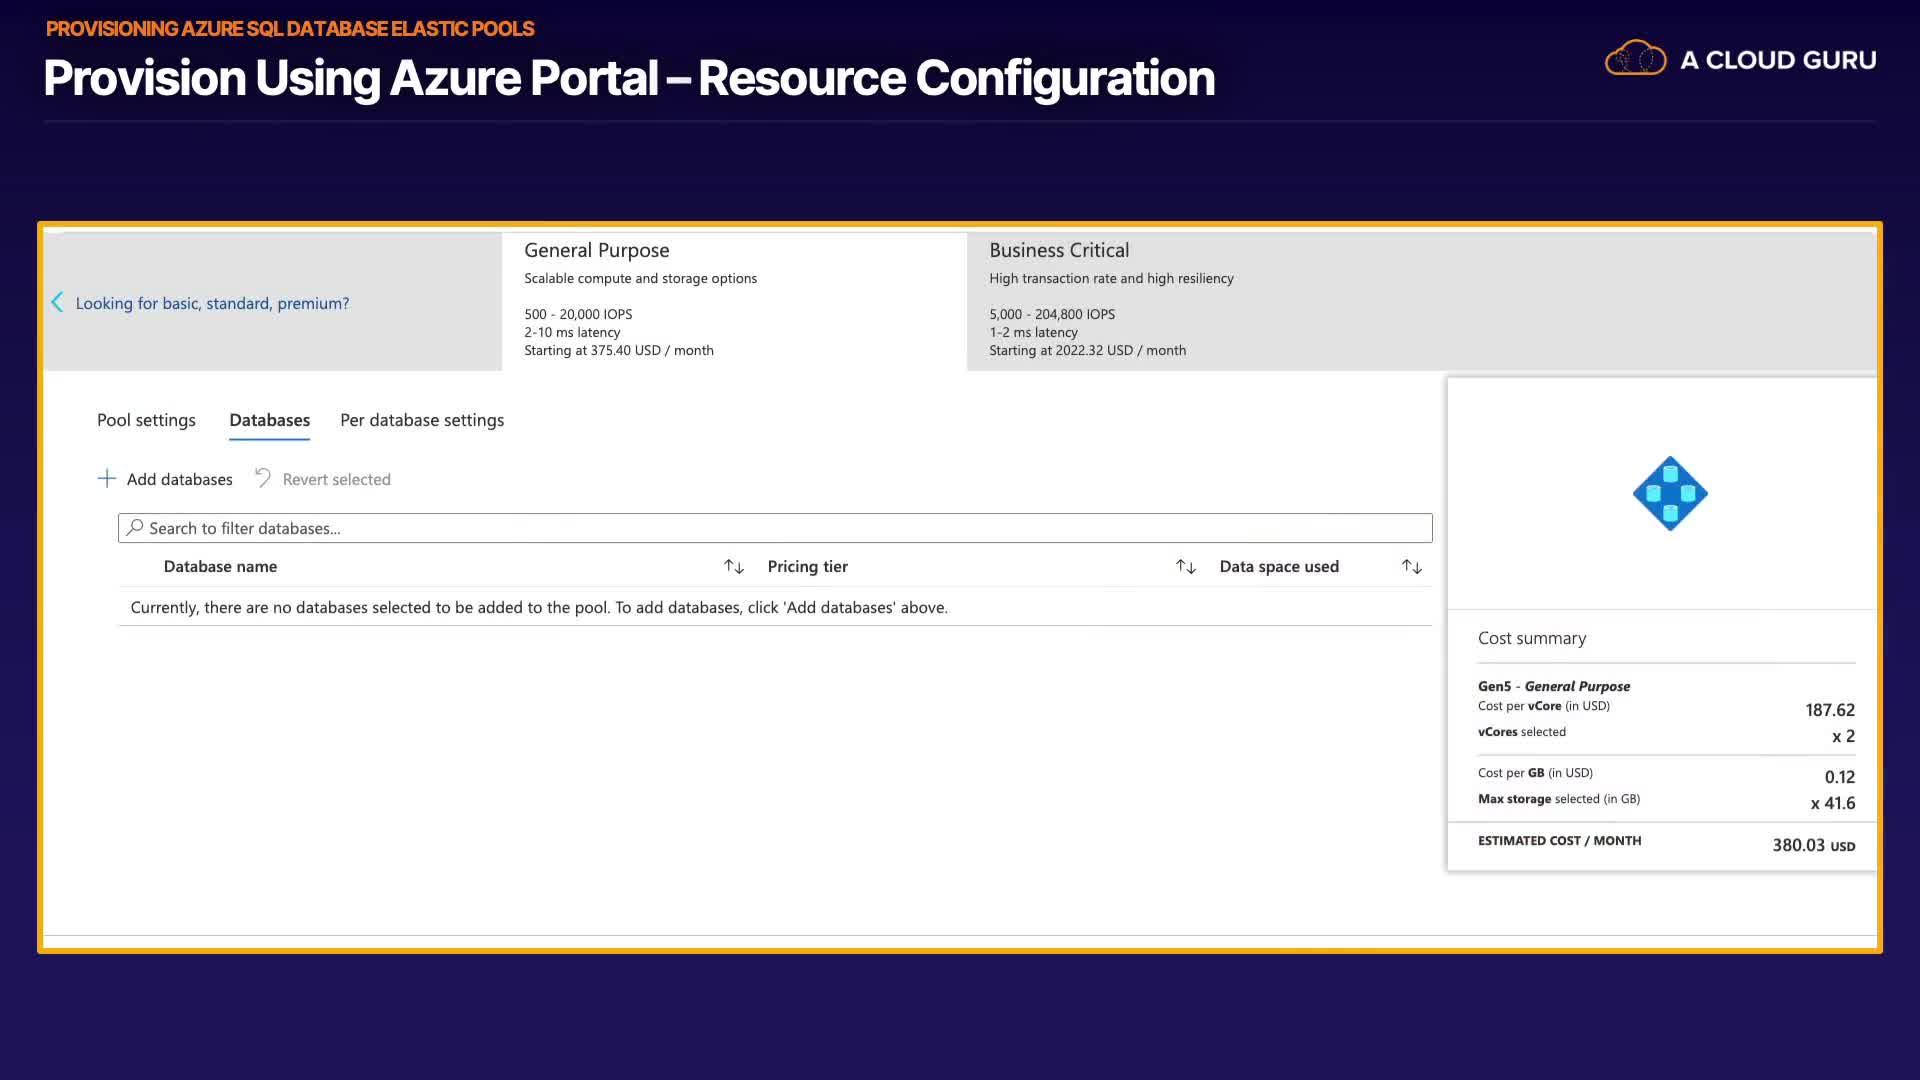 PROVISIONING AZURE SQL DATABASE ELASTIC POOLS
Provision Using Azure Portal – Resource Configuration
A CLOUD GURU
Looking for basic, standard, premium?
General Purpose
Scalable compute and storage options
500 - 20,000 IOPS
2-10 ms latency
Starting at 375.40 USD / month
Business Critical
High transaction rate and high resiliency
5,000 - 204,800 IOPS
1-2 ms latency
Starting at 2022.32 USD / month
Pool settings Databases Per database settings
Add databases Revert selected
Search to filter databases...
Database name Pricing tier Data space used
Currently, there are no databases selected to be added to the pool. To add databases, click 'Add databases' above.
Cost summary
Gen5 - General Purpose
Cost per vCore (in USD) 187.62
vCores selected x 2
Cost per GB (in USD) 0.12
Max storage selected (in GB) x 41.6
ESTIMATED COST / MONTH 380.03 USD